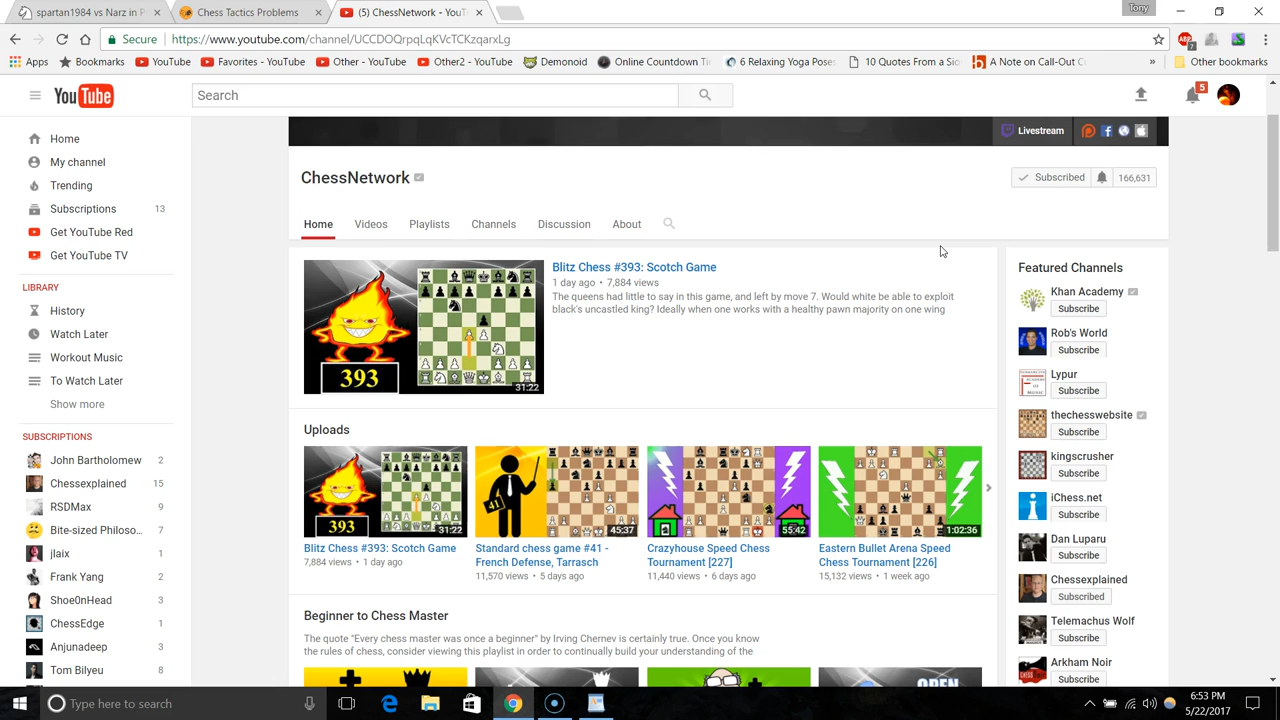 Tony
spartan1984 vs Narz in P
Chess Tactics Problems
(5) ChessNetwork - YouT
Secure
https://www.youtube.com/channel/UCCDOQrpqLqKVcTCKzqarxLg
7
Apps
Bookmarks
YouTube
Favorites - YouTube
Other - YouTube
Other2 - YouTube
Demonoid
Online Countdown Ti
6 Relaxing Yoga Poses
10 Quotes From a Sio
A Note on Call-Out C
»
Other bookmarks
YouTube
Search
5
Home
My channel
Trending
Subscriptions 13
Get YouTube Red
Get YouTube TV
LIBRARY
History
Watch Later
Workout Music
To Watch Later
Show more
SUBSCRIPTIONS
John Bartholomew 2
Chessexplained 15
RSDMax 9
Bite-sized Philoso... 7
jlaix 3
Frank Yang 2
Shoe0nHead 3
ChessEdge 1
Anjunadeep 3
Tom Bilyeu 8
Livestream
ChessNetwork
Subscribed
166,631
Home
Videos
Playlists
Channels
Discussion
About
393
31:22
Blitz Chess #393: Scotch Game
1 day ago • 7,884 views
The queens had little to say in this game, and left by move 7. Would white be able to exploit
black's uncastled king? Ideally when one works with a healthy pawn majority on one wing
Uploads
393
31:22
41
45:37
55:42
1:02:36
Blitz Chess #393: Scotch Game
7,884 views • 1 day ago
Standard chess game #41 -
French Defense, Tarrasch
11,570 views • 5 days ago
Crazyhouse Speed Chess
Tournament [227]
11,440 views • 6 days ago
Eastern Bullet Arena Speed
Chess Tournament [226]
15,132 views • 1 week ago
Beginner to Chess Master
The quote "Every chess master was once a beginner" by Irving Chernev is certainly true. Once you know
the rules of chess, consider viewing this playlist in order to continually build your understanding of the
OPEN
Featured Channels
Khan Academy
Subscribe
Rob's World
Subscribe
Lypur
Subscribe
thechesswebsite
Subscribe
kingscrusher
Subscribe
iChess.net
Subscribe
Dan Luparu
Subscribe
Chessexplained
Subscribed
Telemachus Wolf
Subscribe
Arkham Noir
Subscribe
Type here to search
6:53 PM
5/22/2017